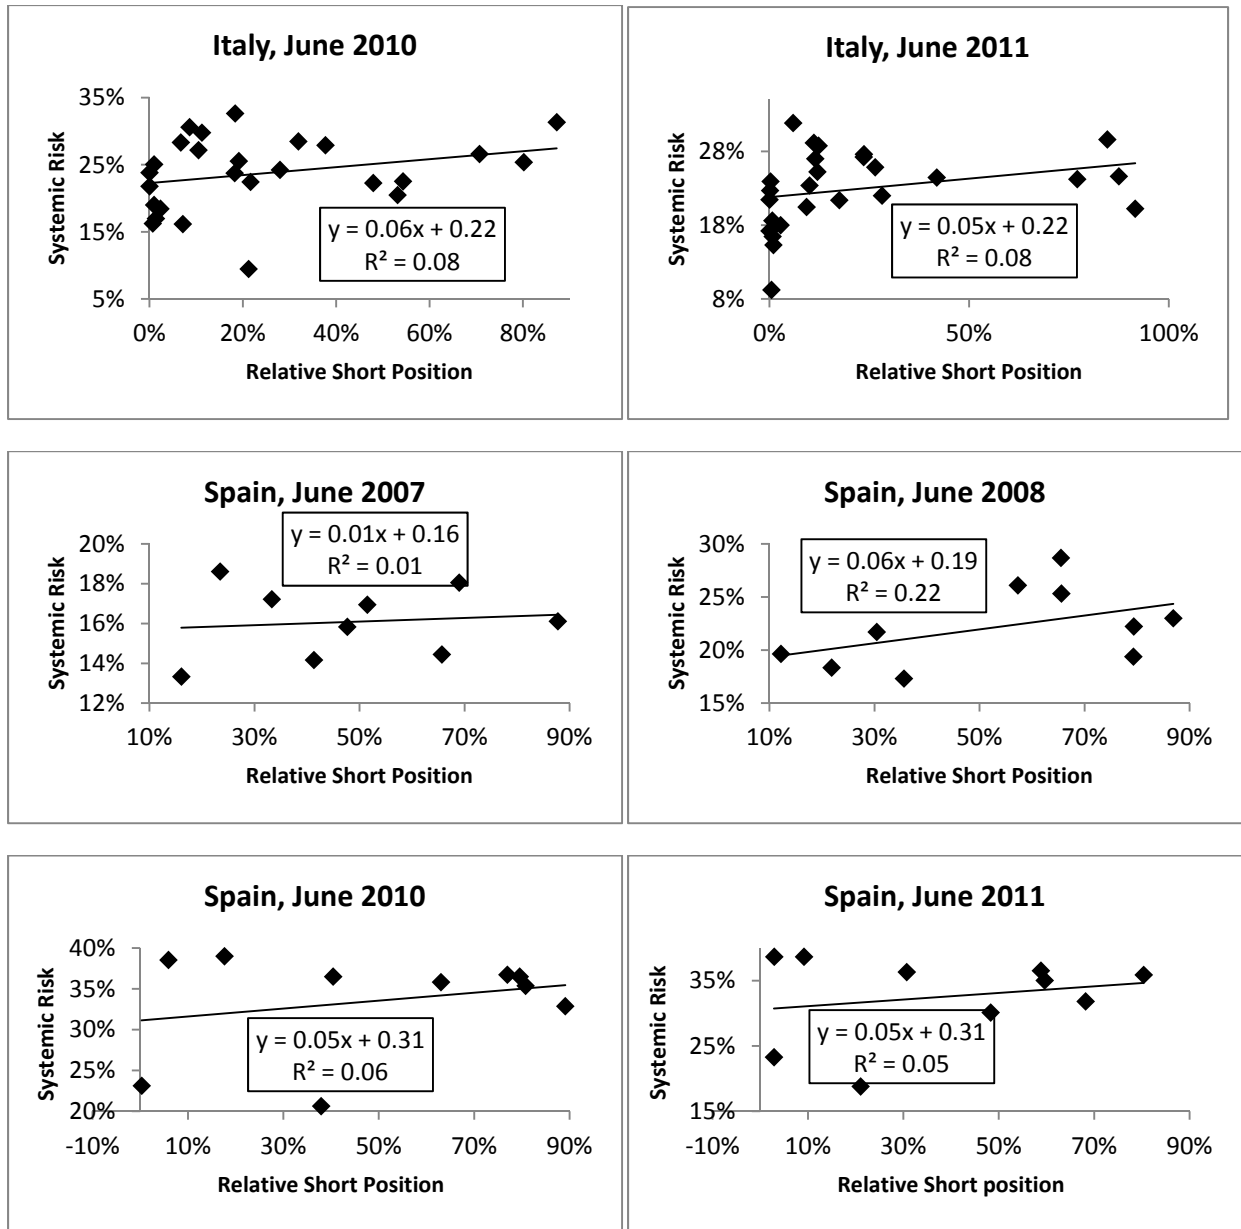 Italy, June 2010
35%
25%
15%
5%
Systemic Risk
y = 0.06x + 0.22
R² = 0.08
0% 20% 40% 60% 80%
Relative Short Position
Italy, June 2011
28%
18%
8%
Systemic Risk
y = 0.05x + 0.22
R² = 0.08
0% 50% 100%
Relative Short Position
Spain, June 2007
y = 0.01x + 0.16
R² = 0.01
20%
18%
16%
14%
12%
Systemic Risk
10% 30% 50% 70% 90%
Relative Short Position
Spain, June 2008
y = 0.06x + 0.19
R² = 0.22
30%
25%
20%
15%
Systemic Risk
10% 30% 50% 70% 90%
Relative Short Position
Spain, June 2010
40%
35%
30%
25%
20%
Systemic Risk
y = 0.05x + 0.31
R² = 0.06
-10% 10% 30% 50% 70% 90%
Relative Short Position
Spain, June 2011
35%
25%
15%
Systemic Risk
y = 0.05x + 0.31
R² = 0.05
-10% 10% 30% 50% 70% 90%
Relative Short position